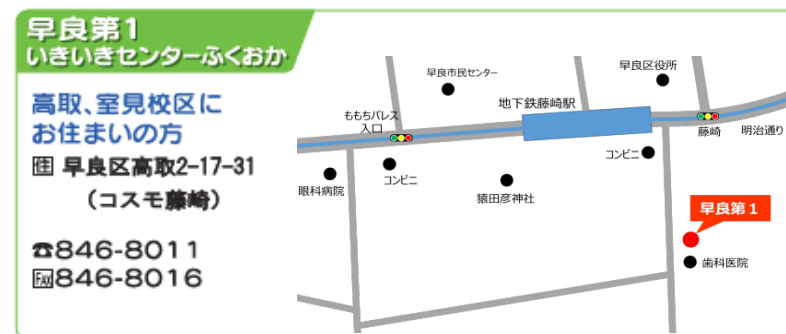 早良第1
いきいきセンターふくおか
高取、室見校区に
お住まいの方
住 早良区高取2-17-31
（コスモ藤崎）
☎846-8011
FAX846-8016
早良市民センター
早良区役所
ももちパレス
入口
地下鉄藤崎駅
藤崎
明治通り
眼科病院
コンビニ
猿田彦神社
コンビニ
早良第１
歯科医院